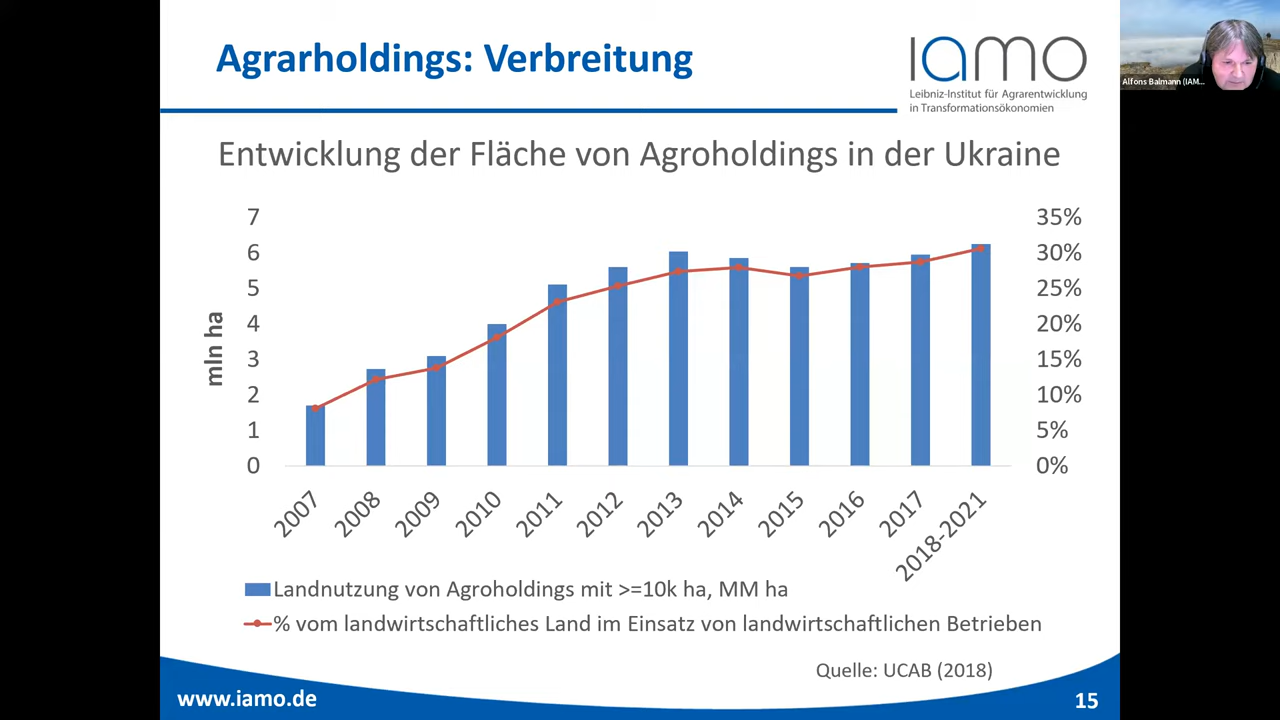 Agrarholdings: Verbreitung
iamo
Leibniz-Institut für Agrarentwicklung
in Transformationsökonomien
Alfons Balmann (IAM...
Entwicklung der Fläche von Agroholdings in der Ukraine
7
6
5
4
3
2
1
0
mln ha
35%
30%
25%
20%
15%
10%
5%
0%
2007
2008
2009
2010
2011
2012
2013
2014
2015
2016
2017
2018-2021
Landnutzung von Agroholdings mit >=10k ha, MM ha
% vom landwirtschaftliches Land im Einsatz von landwirtschaftlichen Betrieben
Quelle: UCAB (2018)
www.iamo.de
15